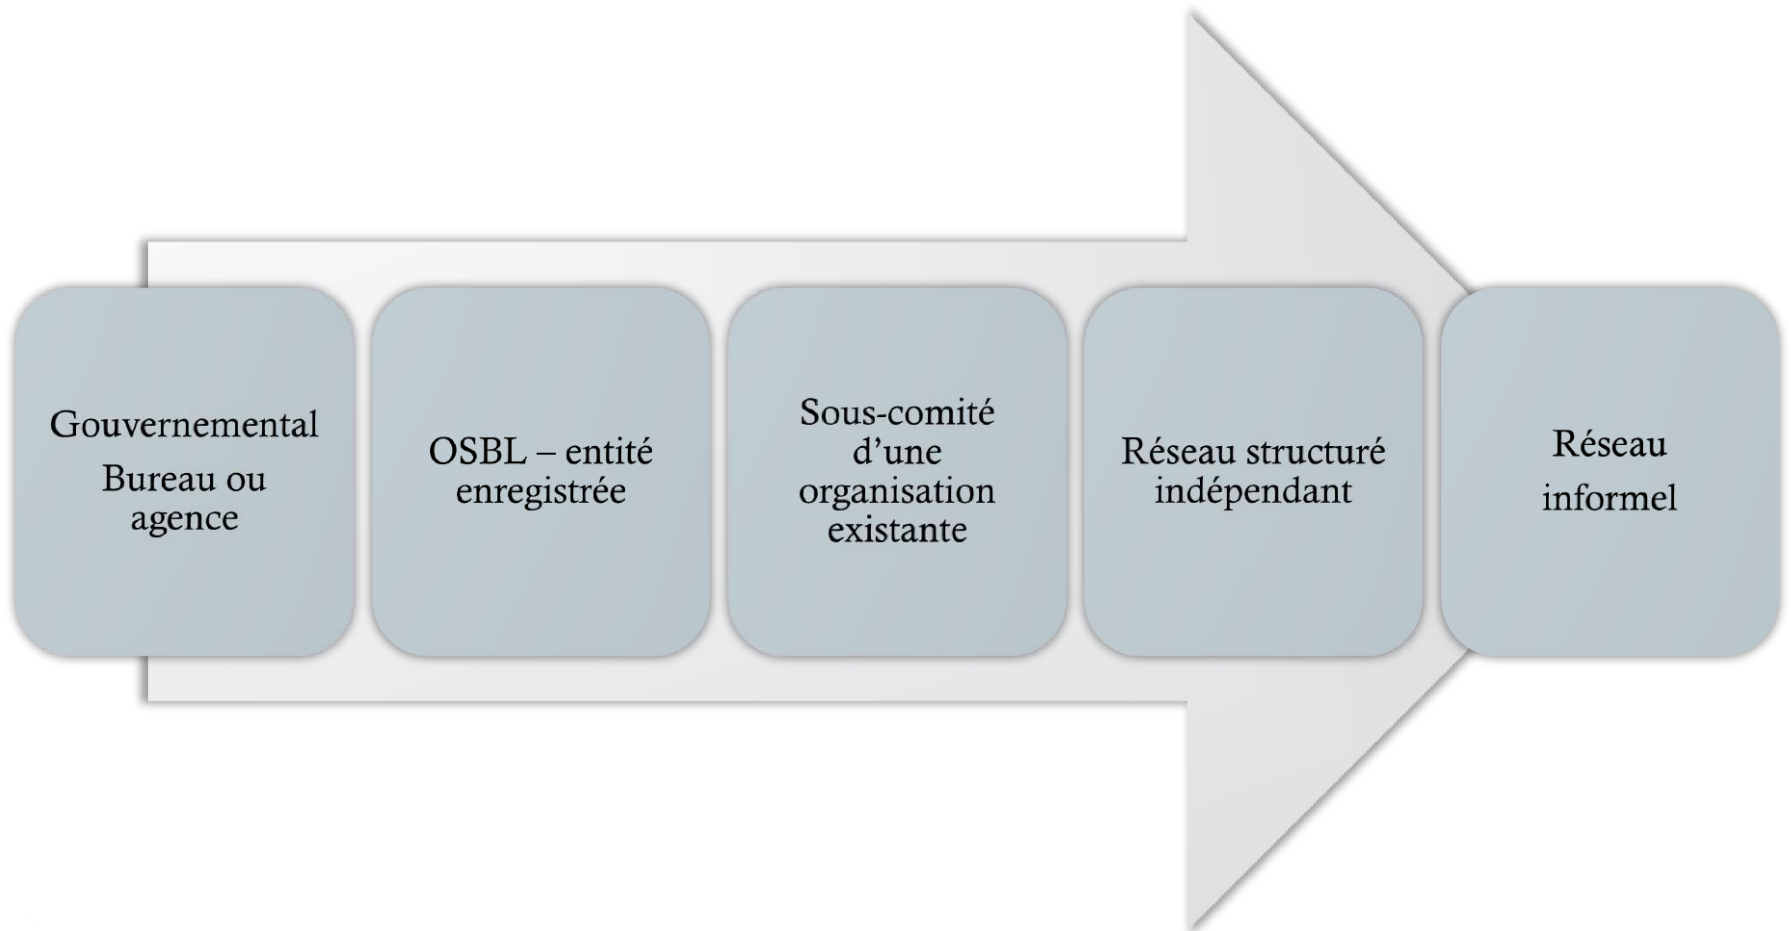 Gouvernemental
Bureau ou
agence
OSBL – entité
enregistrée
Sous-comité
d’une
organisation
existante
Réseau structuré
indépendant
Réseau
informel